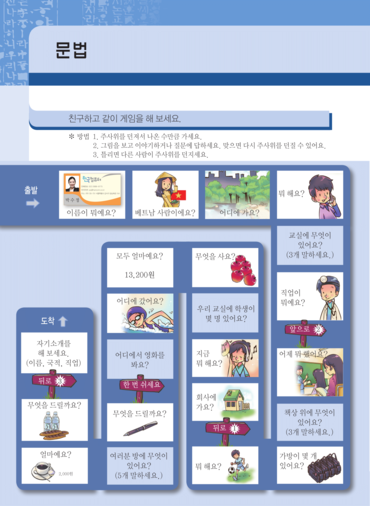 문법
친구하고 같이 게임을 해 보세요.
※ 방법 1. 주사위를 던져서 나온 수만큼 가세요.
2. 그림을 보고 이야기하거나 질문에 답하세요. 맞으면 다시 주사위를 던질 수 있어요.
3. 틀리면 다른 사람이 주사위를 던지세요.
출발
이름이 뭐예요?
베트남 사람이에요?
어디에 가요?
뭐 해요?
교실에 무엇이
있어요?
(3개 말하세요.)
직업이
뭐예요?
앞으로 2
어제 뭐 했어요?
책상 위에 무엇이
있어요?
(3개 말하세요.)
가방이 몇 개
있어요?
뭐 해요?
회사에
가요?
뒤로 1
지금
뭐 해요?
우리 교실에 학생이
몇 명 있어요?
무엇을 사요?
모두 얼마예요?
13,200원
어디에 갔어요?
어디에서 영화를
봐요?
한 번 쉬세요
무엇을 드릴까요?
여러분 방에 무엇이
있어요?
(5개 말하세요.)
얼마예요?
무엇을 드릴까요?
뒤로 3
자기소개를
해 보세요.
(이름, 국적, 직업)
도착